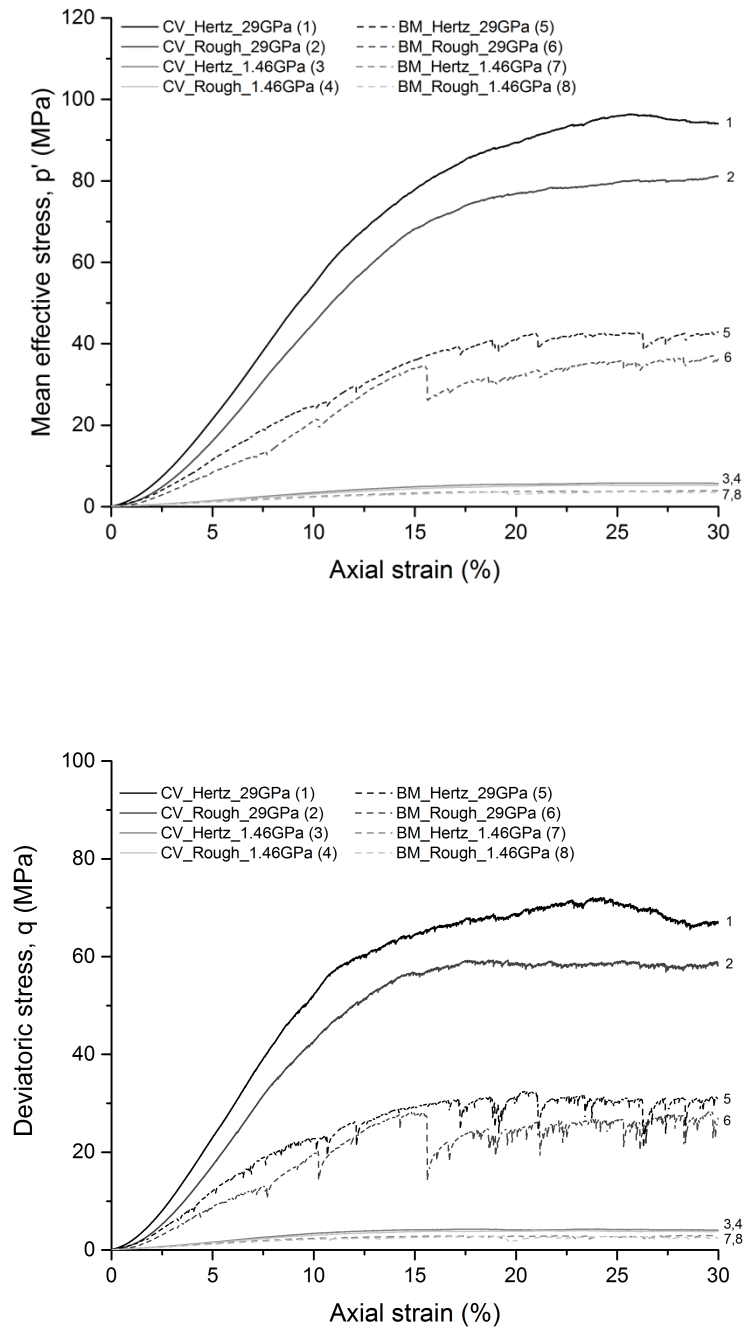 120
100
80
60
40
20
0
Mean effective stress, p' (MPa)
CV_Hertz_29GPa (1)
CV_Rough_29GPa (2)
CV_Hertz_1.46GPa (3
CV_Rough_1.46GPa (4)
BM_Hertz_29GPa (5)
BM_Rough_29GPa (6)
BM_Hertz_1.46GPa (7)
BM_Rough_1.46GPa (8)
1
2
5
6
3,4
7,8
0 5 10 15 20 25 30
Axial strain (%)
100
80
60
40
20
0
Deviatoric stress, q (MPa)
CV_Hertz_29GPa (1)
CV_Rough_29GPa (2)
CV_Hertz_1.46GPa (3)
CV_Rough_1.46GPa (4)
BM_Hertz_29GPa (5)
BM_Rough_29GPa (6)
BM_Hertz_1.46GPa (7)
BM_Rough_1.46GPa (8)
1
2
5
6
3,4
7,8
0 5 10 15 20 25 30
Axial strain (%)